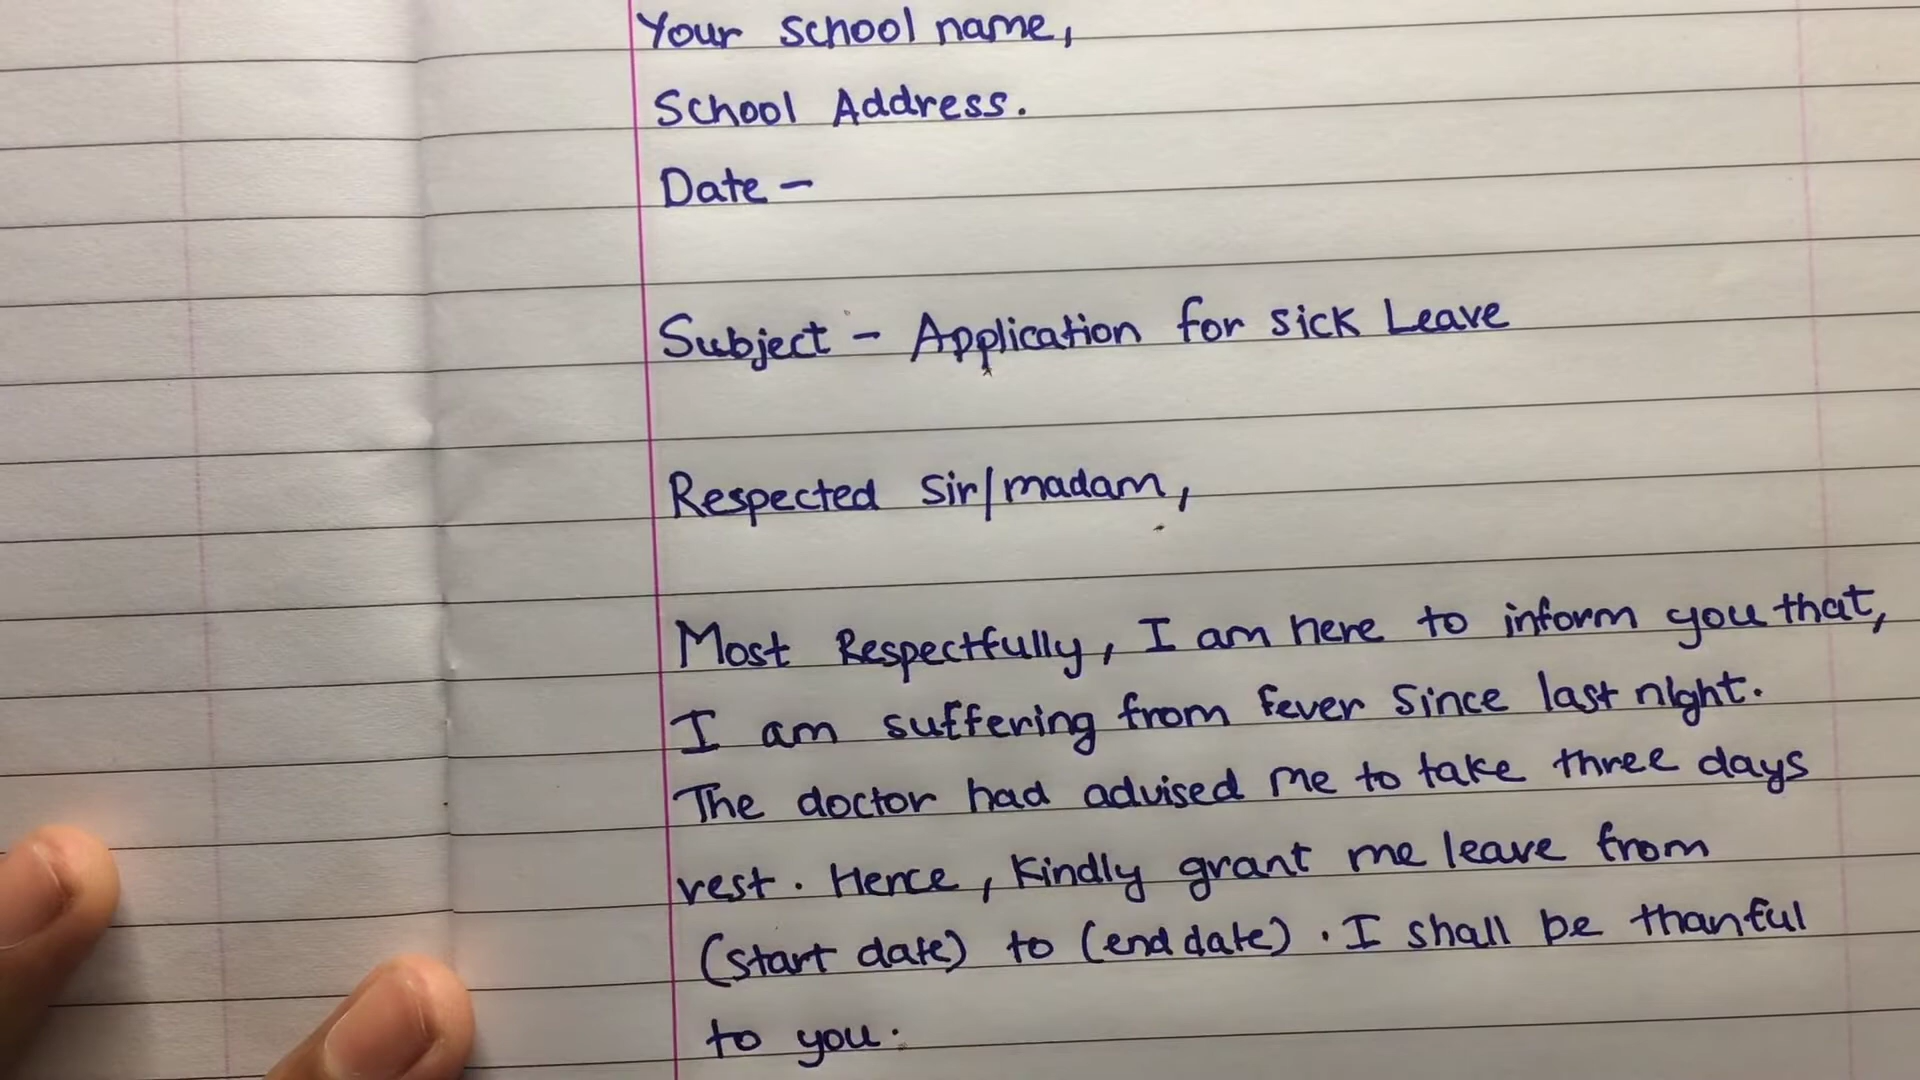 Your school name,
School Address.
Date -
Subject - Application for sick Leave
Respected Sir/madam,
Most Respectfully, I am here to inform you that,
I am suffering from fever since last night.
The doctor had advised me to take three days
rest. Hence, kindly grant me leave from
(start date) to (end date). I shall be thanful
to you.